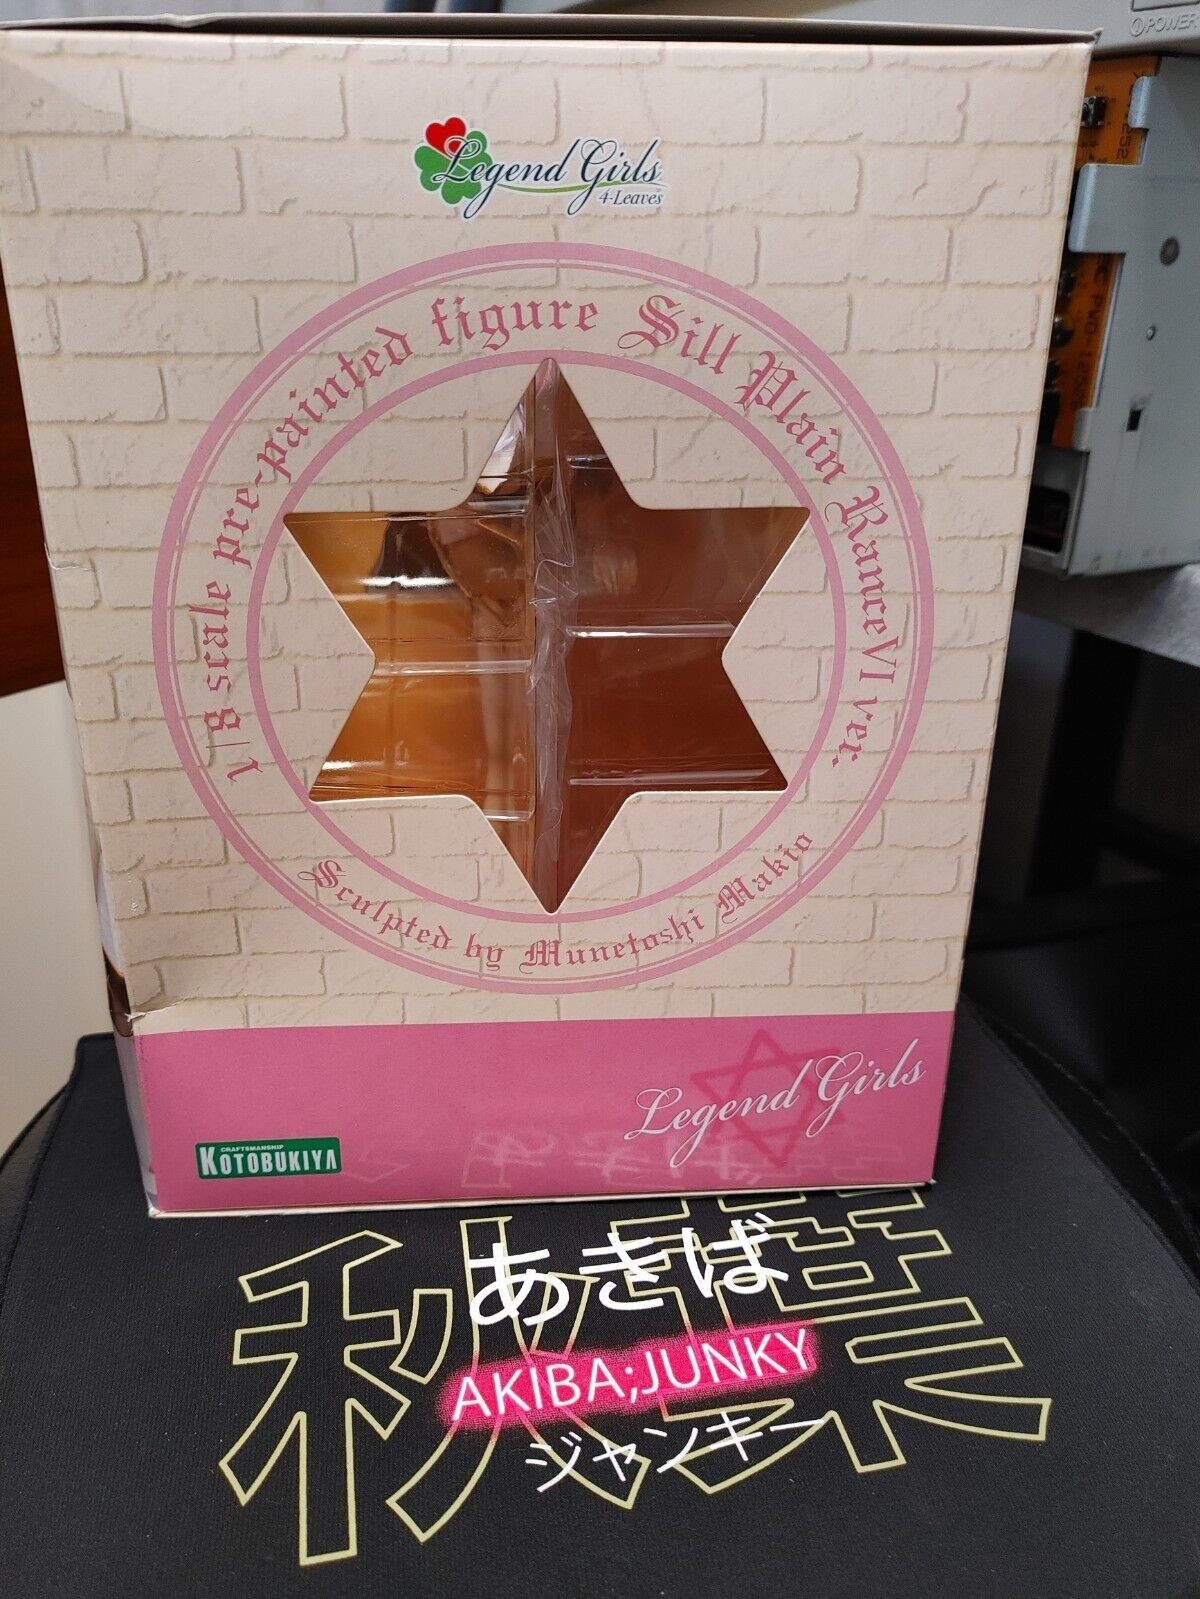 POWER
Legend Girls
4-Leaves
1/8 scale pre-painted figure Sill Plain RanceVI ver.
Sculpted by Munetoshi Makio
Legend Girls
CRAFTSMANSHIP
KOTOBUKIYA
秋葉
あきば
AKIBA;JUNKY
ジャンキー